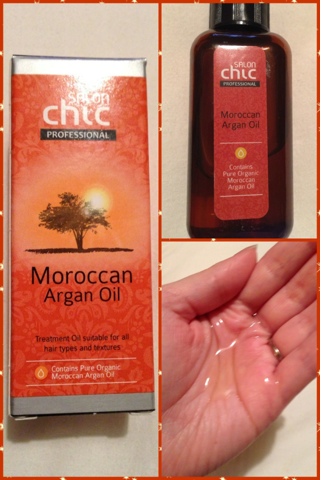 SALON
chic
PROFESSIONAL
Moroccan
Argan Oil
Treatment Oil suitable for all
hair types and textures
Contains Pure Organic
Moroccan Argan Oil
SALON
chic
PROFESSIONAL
Moroccan
Argan Oil
Contains
Pure Organic
Moroccan
Argan Oil